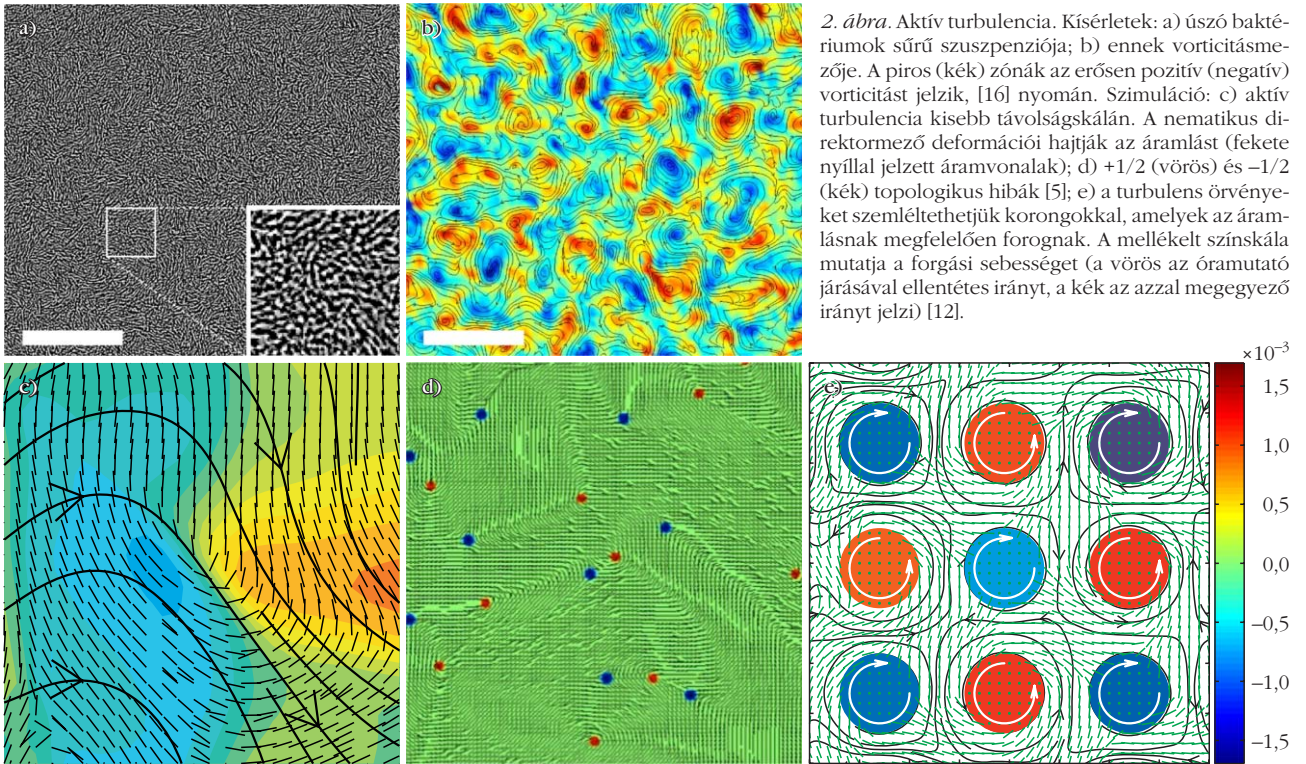 a)
b)
2. ábra. Aktív turbulencia. Kísérletek: a) úszó bakté-
riumok sűrű szuszpenziója; b) ennek vorticitásme-
zője. A piros (kék) zónák az erősen pozitív (negatív)
vorticitást jelzik, [16] nyomán. Szimuláció: c) aktív
turbulencia kisebb távolságskálán. A nematikus di-
rektormező deformációi hajtják az áramlást (fekete
nyíllal jelzett áramvonalak); d) +1/2 (vörös) és –1/2
(kék) topologikus hibák [5]; e) a turbulens örvénye-
ket szemléltethetjük korongokkal, amelyek az áram-
lásnak megfelelően forognak. A mellékelt színskála
mutatja a forgási sebességet (a vörös az óramutató
járásával ellentétes irányt, a kék az azzal megegyező
irányt jelzi) [12].
c)
d)
e)
×10⁻³
1,5
1,0
0,5
0,0
–0,5
–1,0
–1,5